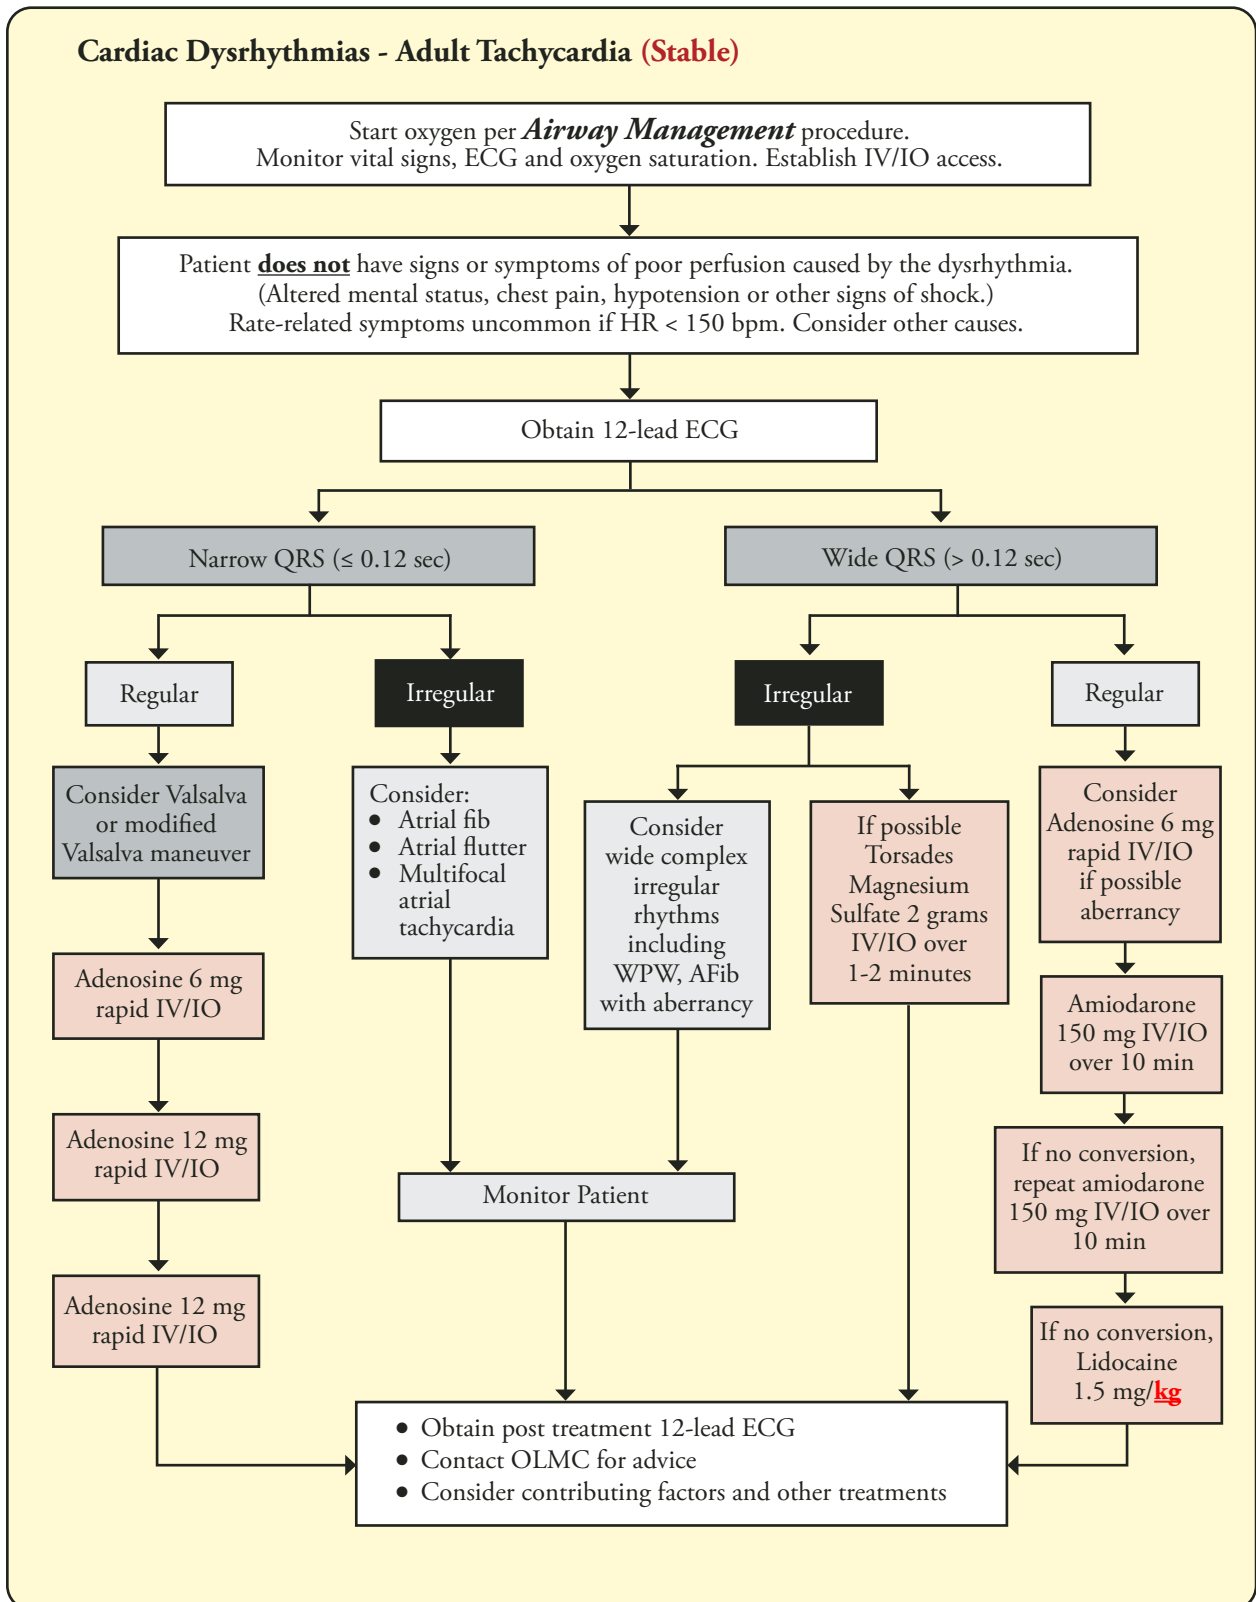 Cardiac Dysrhythmias - Adult Tachycardia (Stable)
Start oxygen per Airway Management procedure.
Monitor vital signs, ECG and oxygen saturation. Establish IV/IO access.
Patient does not have signs or symptoms of poor perfusion caused by the dysrhythmia.
(Altered mental status, chest pain, hypotension or other signs of shock.)
Rate-related symptoms uncommon if HR < 150 bpm. Consider other causes.
Obtain 12-lead ECG
Narrow QRS (≤ 0.12 sec)
Regular
Consider Valsalva
or modified
Valsalva maneuver
Adenosine 6 mg
rapid IV/IO
Adenosine 12 mg
rapid IV/IO
Adenosine 12 mg
rapid IV/IO
Irregular
Consider:
• Atrial fib
• Atrial flutter
• Multifocal
atrial
tachycardia
Wide QRS (> 0.12 sec)
Irregular
Consider
wide complex
irregular
rhythms
including
WPW, AFib
with aberrancy
If possible
Torsades
Magnesium
Sulfate 2 grams
IV/IO over
1-2 minutes
Monitor Patient
Regular
Consider
Adenosine 6 mg
rapid IV/IO
if possible
aberrancy
Amiodarone
150 mg IV/IO
over 10 min
If no conversion,
repeat amiodarone
150 mg IV/IO over
10 min
If no conversion,
Lidocaine
1.5 mg/kg
• Obtain post treatment 12-lead ECG
• Contact OLMC for advice
• Consider contributing factors and other treatments